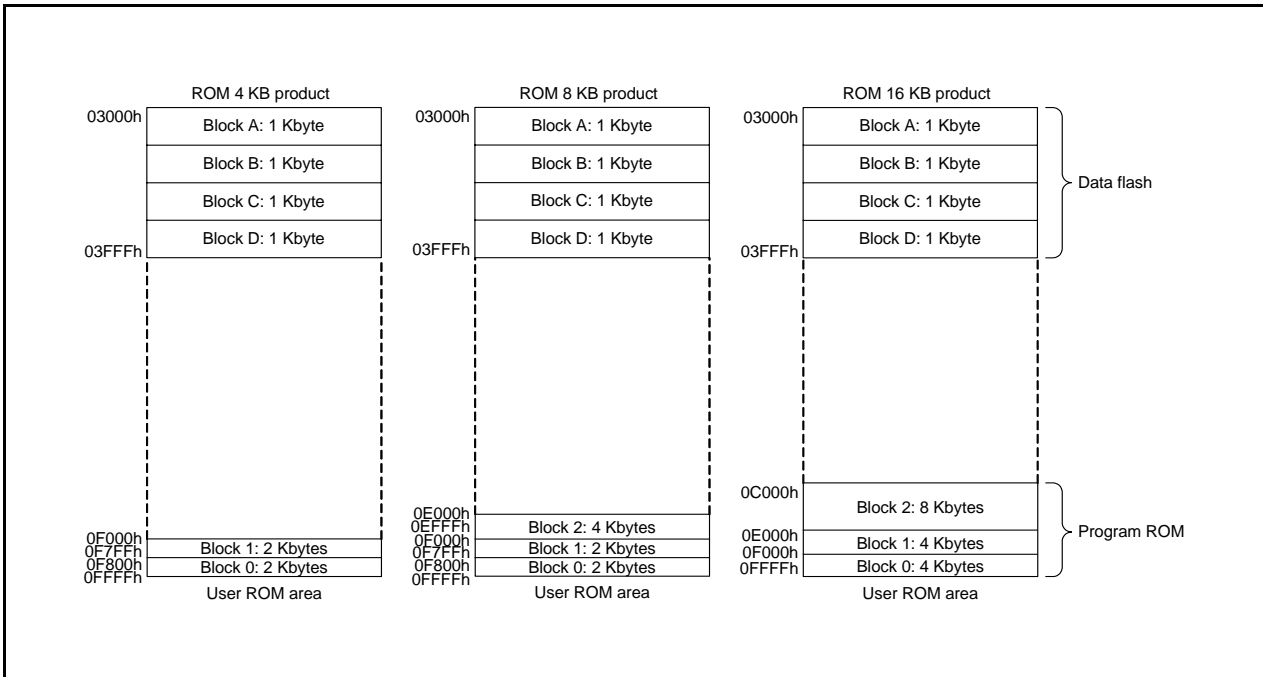 ROM 4 KB product
03000h
Block A: 1 Kbyte
Block B: 1 Kbyte
Block C: 1 Kbyte
Block D: 1 Kbyte
03FFFh
0F000h
0F7FFh
Block 1: 2 Kbytes
0F800h
Block 0: 2 Kbytes
0FFFFh
User ROM area
ROM 8 KB product
03000h
Block A: 1 Kbyte
Block B: 1 Kbyte
Block C: 1 Kbyte
Block D: 1 Kbyte
03FFFh
0E000h
0EFFFh
Block 2: 4 Kbytes
0F000h
0F7FFh
Block 1: 2 Kbytes
0F800h
Block 0: 2 Kbytes
0FFFFh
User ROM area
ROM 16 KB product
03000h
Block A: 1 Kbyte
Block B: 1 Kbyte
Block C: 1 Kbyte
Block D: 1 Kbyte
03FFFh
Data flash
0C000h
Block 2: 8 Kbytes
0E000h
Block 1: 4 Kbytes
0F000h
Block 0: 4 Kbytes
0FFFFh
Program ROM
User ROM area